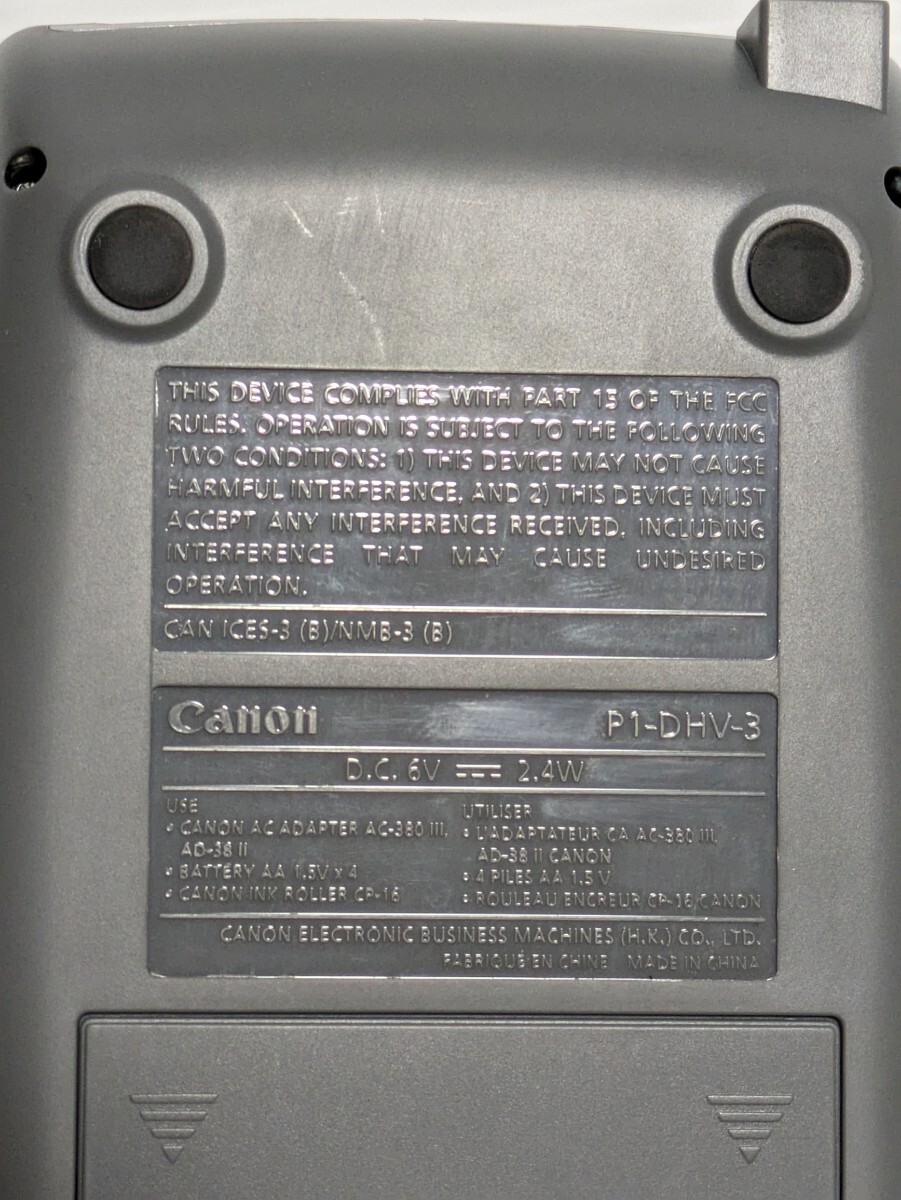 THIS DEVICE COMPLIES WITH PART 15 OF THE FCC
RULES. OPERATION IS SUBJECT TO THE FOLLOWING
TWO CONDITIONS: 1) THIS DEVICE MAY NOT CAUSE
HARMFUL INTERFERENCE, AND 2) THIS DEVICE MUST
ACCEPT ANY INTERFERENCE RECEIVED, INCLUDING
INTERFERENCE THAT MAY CAUSE UNDESIRED
OPERATION.
CAN ICES-3 (B)/NMB-3 (B)
Canon P1-DHV-3
D.C. 6V ⎓ 2.4W
USE
• CANON AC ADAPTER AC-380 III,
AD-38 II
• BATTERY AA 1.5V x 4
• CANON INK ROLLER CP-16
UTILISER
• L'ADAPTATEUR CA AC-380 III,
AD-38 II CANON
• 4 PILES AA 1.5 V
• ROULEAU ENCREUR CP-16 CANON
CANON ELECTRONIC BUSINESS MACHINES (H.K.) CO., LTD.
FABRIQUÉ EN CHINE MADE IN CHINA